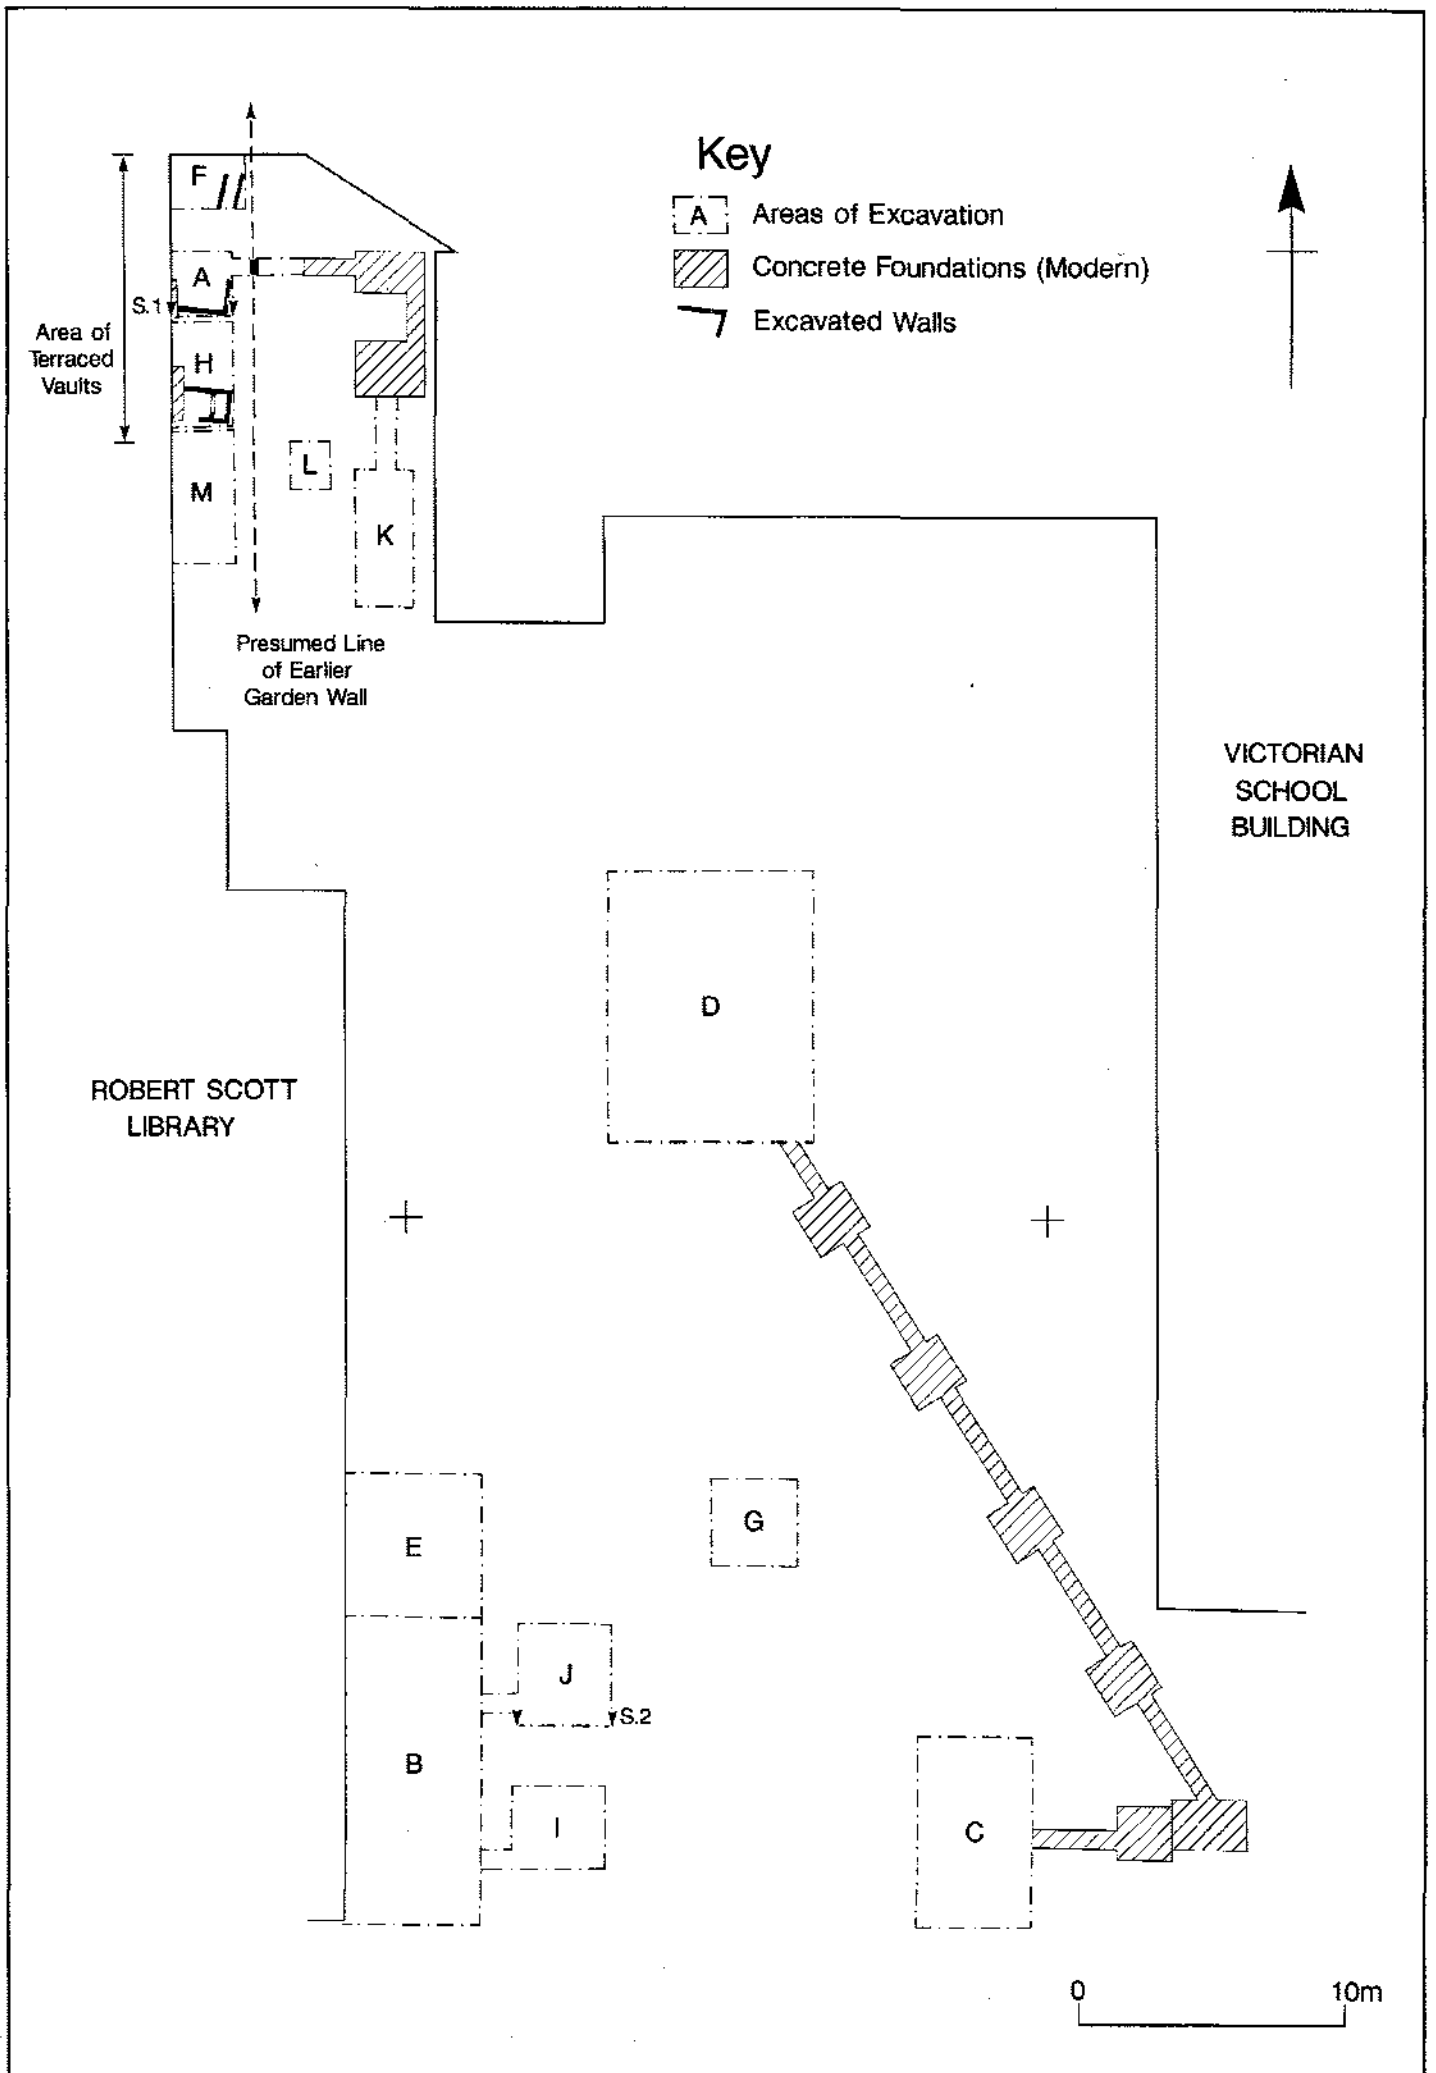 Key
A Areas of Excavation
Concrete Foundations (Modern)
Excavated Walls
F
A
S.1
Area of
Terraced
Vaults
H
M
L
K
Presumed Line
of Earlier
Garden Wall
VICTORIAN
SCHOOL
BUILDING
D
ROBERT SCOTT
LIBRARY
E
G
J
S.2
B
I
C
0 10m